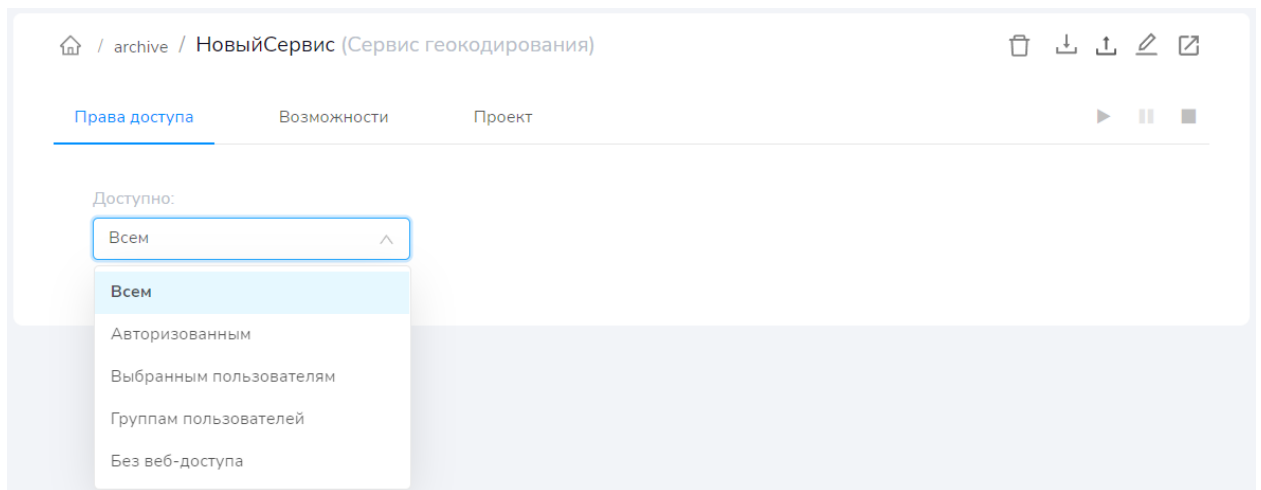 / archive / НовыйСервис (Сервис геокодирования)
Права доступа Возможности Проект
Доступно:
Всем
Всем
Авторизованным
Выбранным пользователям
Группам пользователей
Без веб-доступа